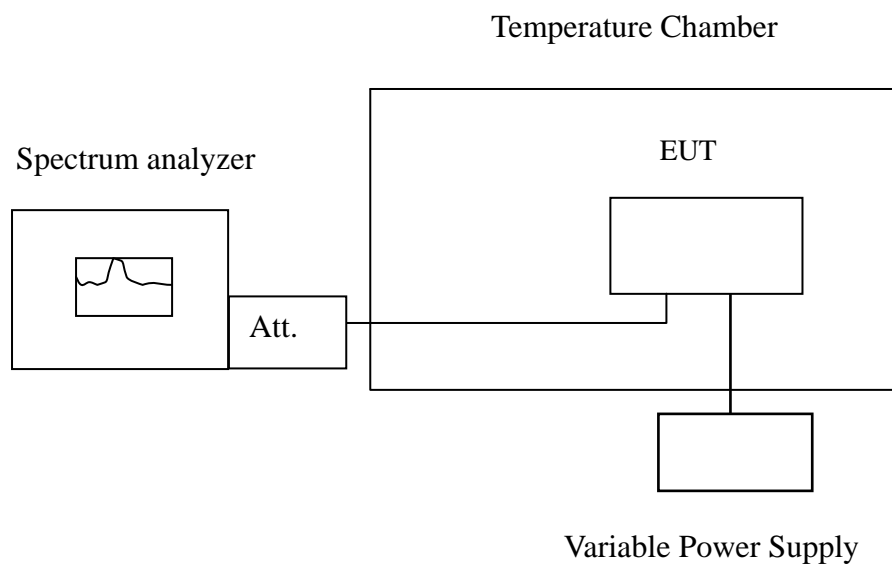 Temperature Chamber
Spectrum analyzer
EUT
Att.
Variable Power Supply